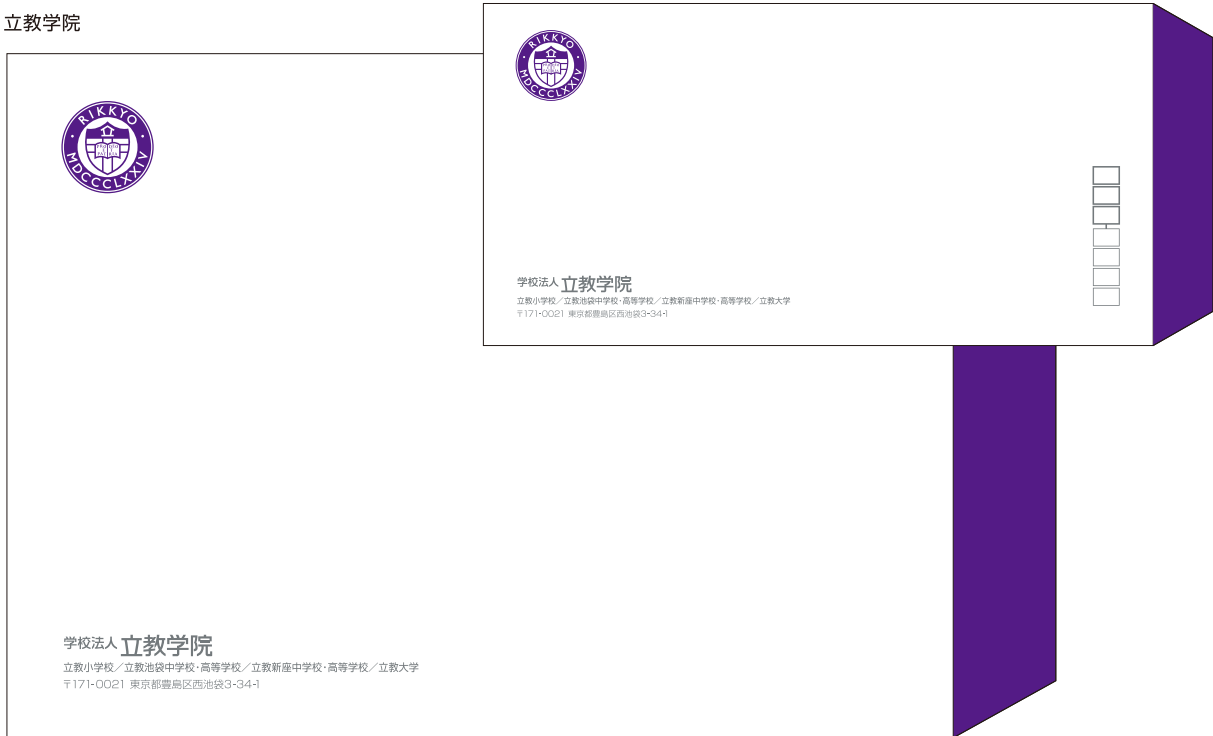 立教学院
RIKKYO
MDCCCLXXIV
学校法人 立教学院
立教小学校／立教池袋中学校・高等学校／立教新座中学校・高等学校／立教大学
〒171-0021 東京都豊島区西池袋3-34-1
RIKKYO
MDCCCLXXIV
PRO DEO
ET
PATRIA
学校法人 立教学院
立教小学校／立教池袋中学校・高等学校／立教新座中学校・高等学校／立教大学
〒171-0021 東京都豊島区西池袋3-34-1